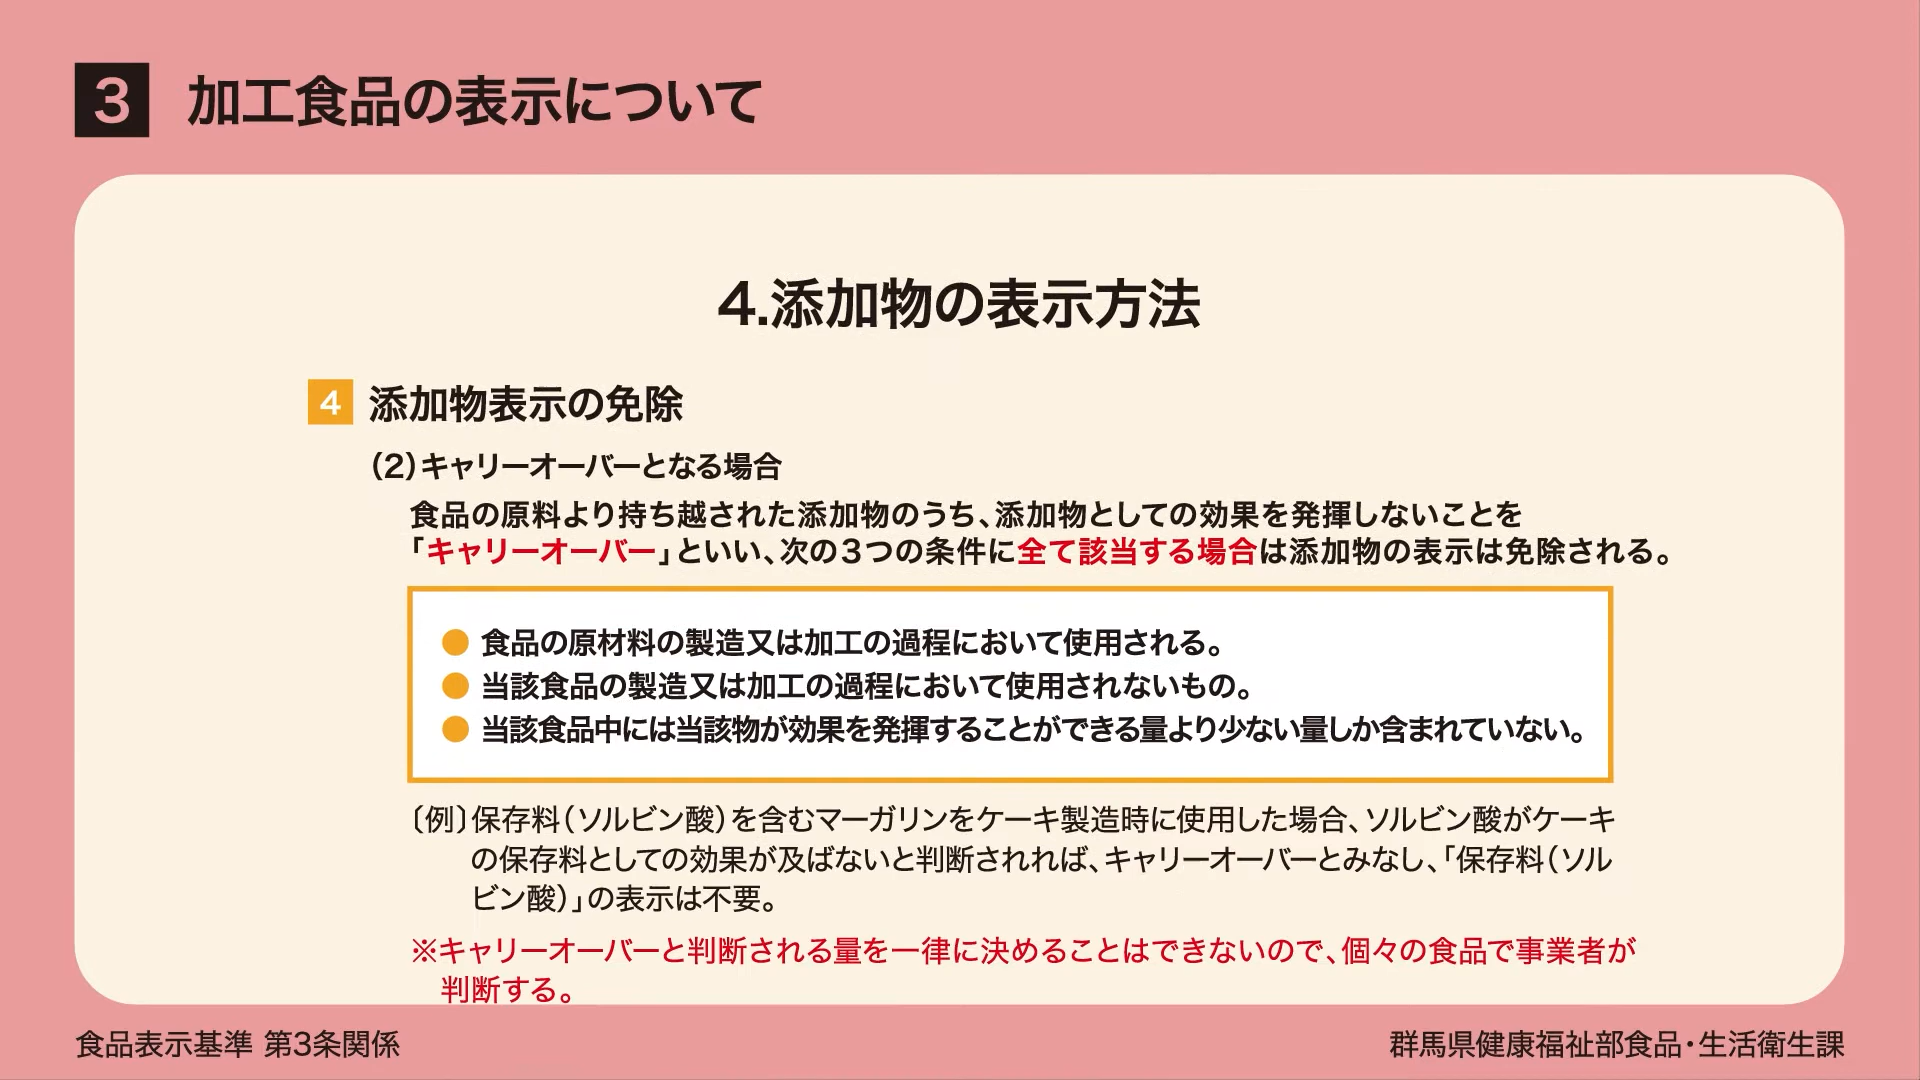 3 加工食品の表示について
4.添加物の表示方法
4 添加物表示の免除
(2)キャリーオーバーとなる場合
食品の原料より持ち越された添加物のうち、添加物としての効果を発揮しないことを
「キャリーオーバー」といい、次の３つの条件に全て該当する場合は添加物の表示は免除される。
● 食品の原材料の製造又は加工の過程において使用される。
● 当該食品の製造又は加工の過程において使用されないもの。
● 当該食品中には当該物が効果を発揮することができる量より少ない量しか含まれていない。
〔例〕保存料(ソルビン酸)を含むマーガリンをケーキ製造時に使用した場合、ソルビン酸がケーキ
の保存料としての効果が及ばないと判断されれば、キャリーオーバーとみなし、「保存料(ソル
ビン酸)」の表示は不要。
※キャリーオーバーと判断される量を一律に決めることはできないので、個々の食品で事業者が
判断する。
食品表示基準 第3条関係
群馬県健康福祉部食品・生活衛生課